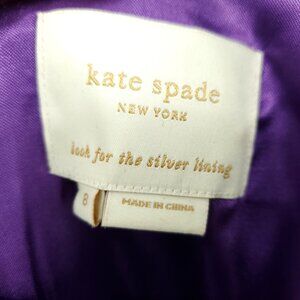 kate spade
NEW YORK
look for the silver lining
8
MADE IN CHINA